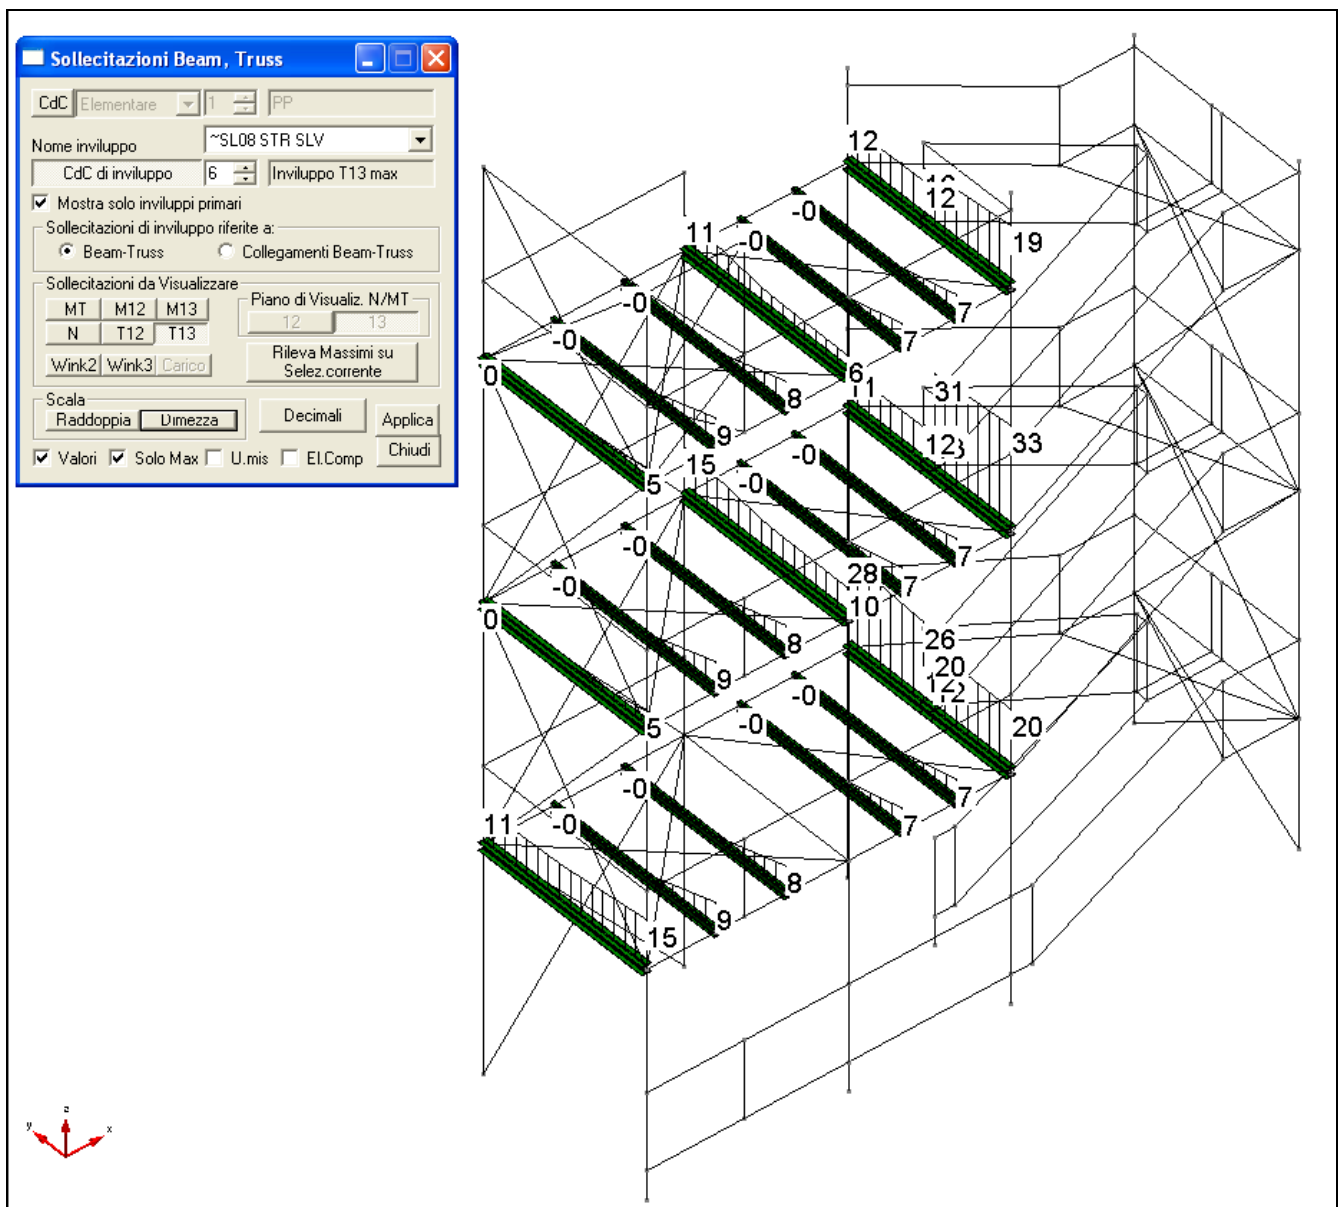 Sollecitazioni Beam, Truss
CdC Elementare 1 PP
Nome inviluppo ~SL08 STR SLV
CdC di inviluppo 6 Inviluppo T13 max
Mostra solo inviluppi primari
Sollecitazioni di inviluppo riferite a:
Beam-Truss Collegamenti Beam-Truss
Sollecitazioni da Visualizzare
Piano di Visualiz. N/MT
MT M12 M13
12 13
N T12 T13
Rileva Massimi su
Selez.corrente
Wink2 Wink3 Carico
Scala
Raddoppia Dimezza
Decimali
Applica
Valori Solo Max U.mis El.Comp
Chiudi
12
12
-0
19
11
-0
-0
7
-0
7
0
6
31
8
12
33
9
15
-0
5
-0
-0
7
28
7
10
-0
26
0
8
20
9
-0
5
-0
20
-0
7
11
-0
7
8
15
9
z
y
x